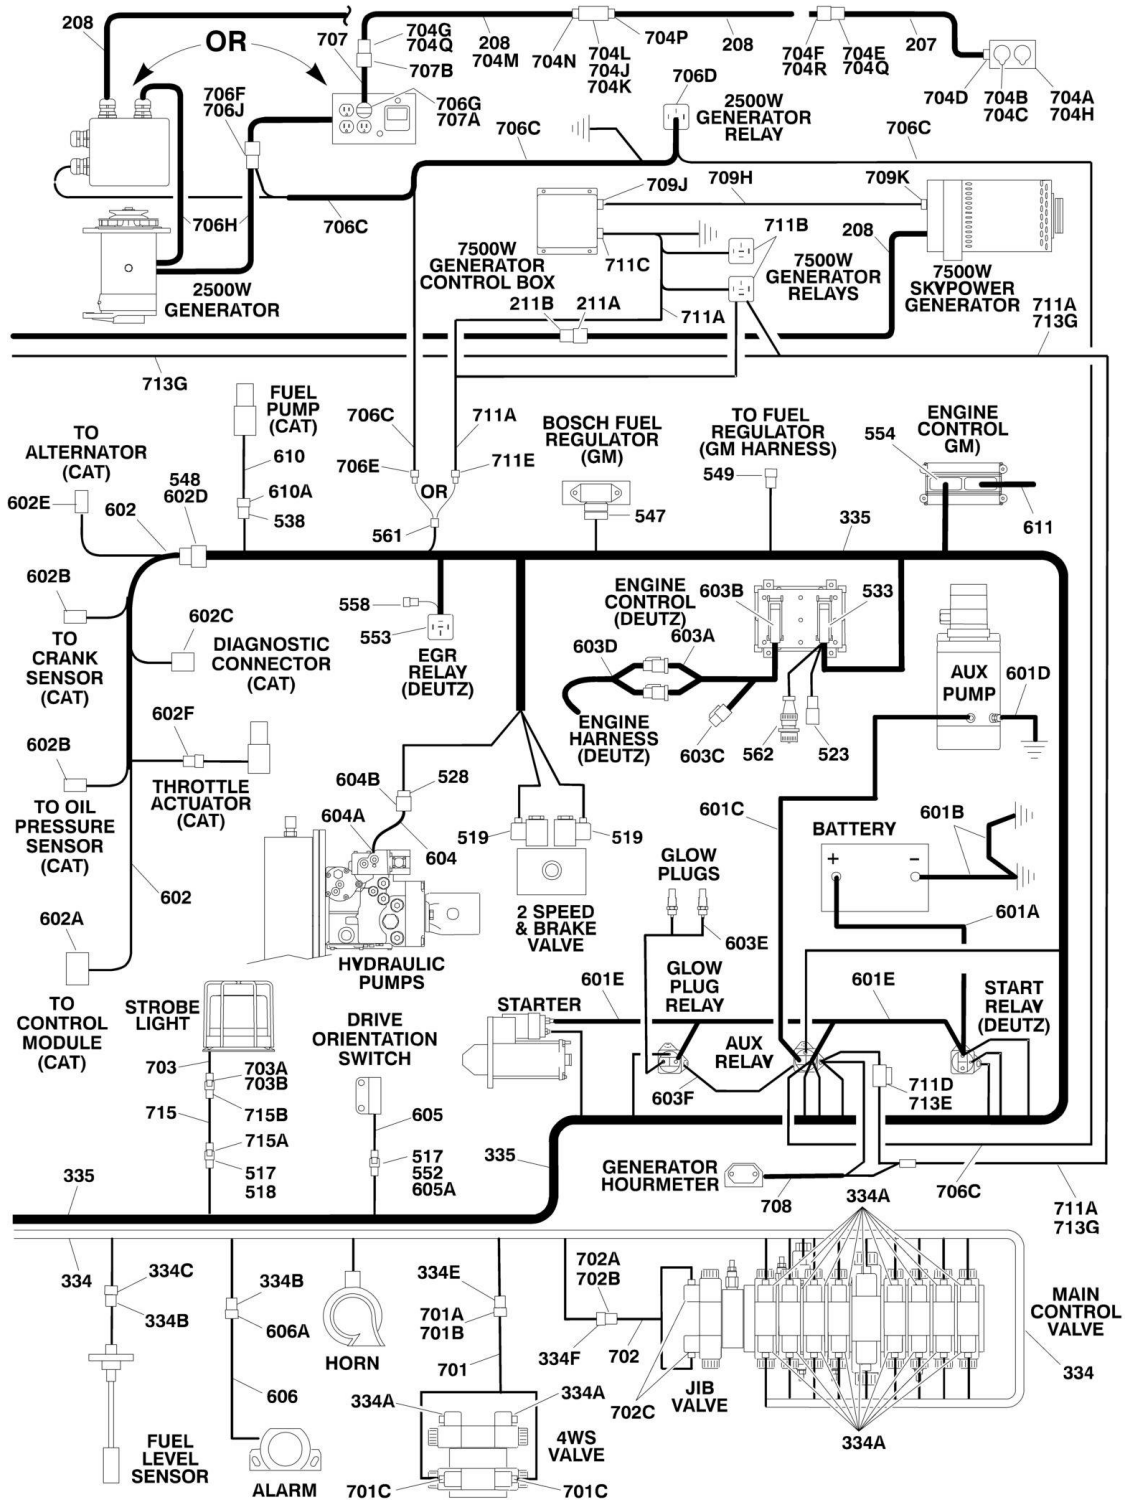 208
OR
707
704G
704Q
707B
208
704M
704N
704L
704J
704K
704P
208
704F
704R
704E
704Q
207
704D
704B
704C
704A
704H
706F
706J
706G
707A
706D
2500W
GENERATOR
RELAY
706C
706C
706H
706C
709J
709H
709K
711B
208
7500W
GENERATOR
CONTROL BOX
711C
7500W
GENERATOR
RELAYS
7500W
SKYPOWER
GENERATOR
2500W
GENERATOR
211B
211A
711A
711A
713G
713G
FUEL
PUMP
(CAT)
706C
711A
BOSCH FUEL
REGULATOR
(GM)
TO FUEL
REGULATOR
(GM HARNESS)
ENGINE
CONTROL
GM)
554
TO
ALTERNATOR
(CAT)
610
706E
711E
549
548
602D
602E
602
610A
538
OR
561
547
335
611
602B
602C
558
553
ENGINE
CONTROL
(DEUTZ)
603B
533
TO
CRANK
SENSOR
(CAT)
DIAGNOSTIC
CONNECTOR
(CAT)
EGR
RELAY
(DEUTZ)
603D
603A
AUX
PUMP
601D
602F
ENGINE
HARNESS
(DEUTZ)
603C
562
523
602B
THROTTLE
ACTUATOR
(CAT)
604B
528
604A
601C
BATTERY
601B
+
−
TO OIL
PRESSURE
SENSOR
(CAT)
519
519
604
GLOW
PLUGS
602
601A
602A
2 SPEED
& BRAKE
VALVE
603E
HYDRAULIC
PUMPS
GLOW
PLUG
RELAY
601E
601E
START
RELAY
(DEUTZ)
TO
CONTROL
MODULE
(CAT)
STROBE
LIGHT
DRIVE
ORIENTATION
SWITCH
STARTER
AUX
RELAY
703
703A
703B
603F
711D
713E
715
715B
605
715A
517
518
517
552
605A
335
335
GENERATOR
HOURMETER
708
334A
706C
711A
713G
334
334C
334B
334B
606A
334E
701A
701B
702A
702B
334F
702
MAIN
CONTROL
VALVE
HORN
701
JIB
VALVE
334
606
334A
334A
702C
334A
FUEL
LEVEL
SENSOR
4WS
VALVE
ALARM
701C
701C